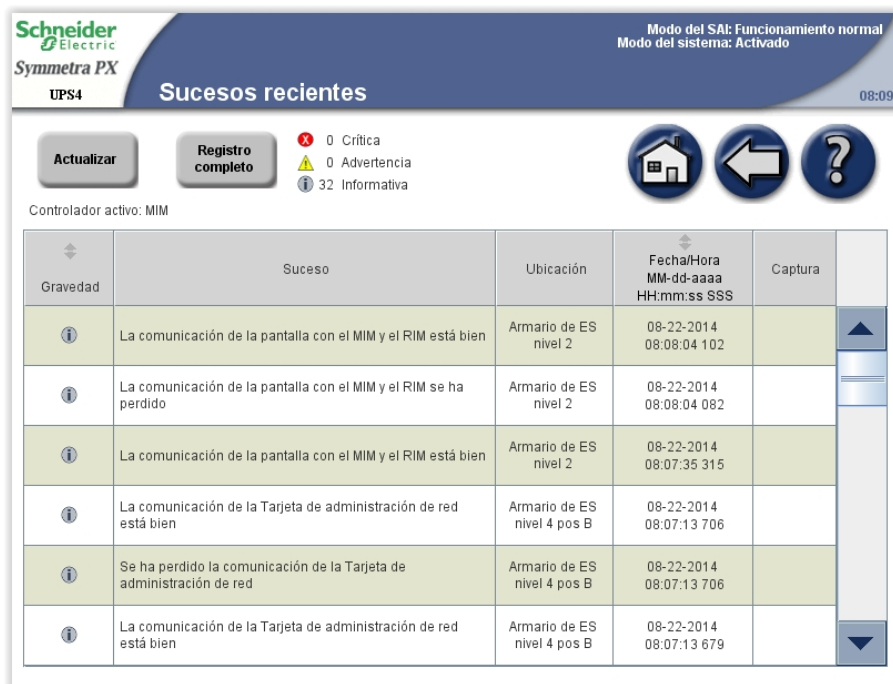 Schneider
Electric
Symmetra PX
UPS4
Sucesos recientes
Modo del SAI: Funcionamiento normal
Modo del sistema: Activado
08:09
Actualizar
Registro
completo
0 Crítica
0 Advertencia
32 Informativa
?
Controlador activo: MIM
Gravedad
Suceso
Ubicación
Fecha/Hora
MM-dd-aaaa
HH:mm:ss SSS
Captura
La comunicación de la pantalla con el MIM y el RIM está bien
Armario de ES
nivel 2
08-22-2014
08:08:04 102
La comunicación de la pantalla con el MIM y el RIM se ha
perdido
Armario de ES
nivel 2
08-22-2014
08:08:04 082
La comunicación de la pantalla con el MIM y el RIM está bien
Armario de ES
nivel 2
08-22-2014
08:07:35 315
La comunicación de la Tarjeta de administración de red
está bien
Armario de ES
nivel 4 pos B
08-22-2014
08:07:13 706
Se ha perdido la comunicación de la Tarjeta de
administración de red
Armario de ES
nivel 4 pos B
08-22-2014
08:07:13 706
La comunicación de la Tarjeta de administración de red
está bien
Armario de ES
nivel 4 pos B
08-22-2014
08:07:13 679